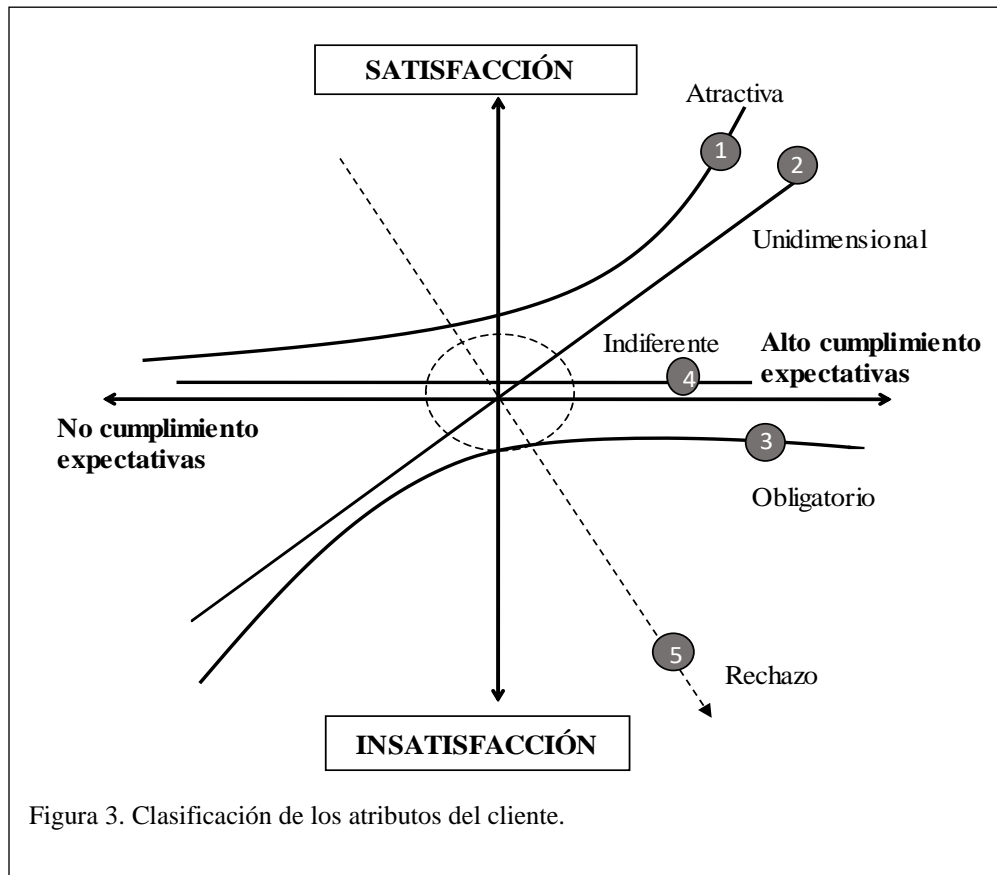 SATISFACCIÓN
Atractiva
1
2
Unidimensional
Indiferente
Alto cumplimiento
expectativas
4
No cumplimiento
expectativas
3
Obligatorio
5
Rechazo
INSATISFACCIÓN
Figura 3. Clasificación de los atributos del cliente.